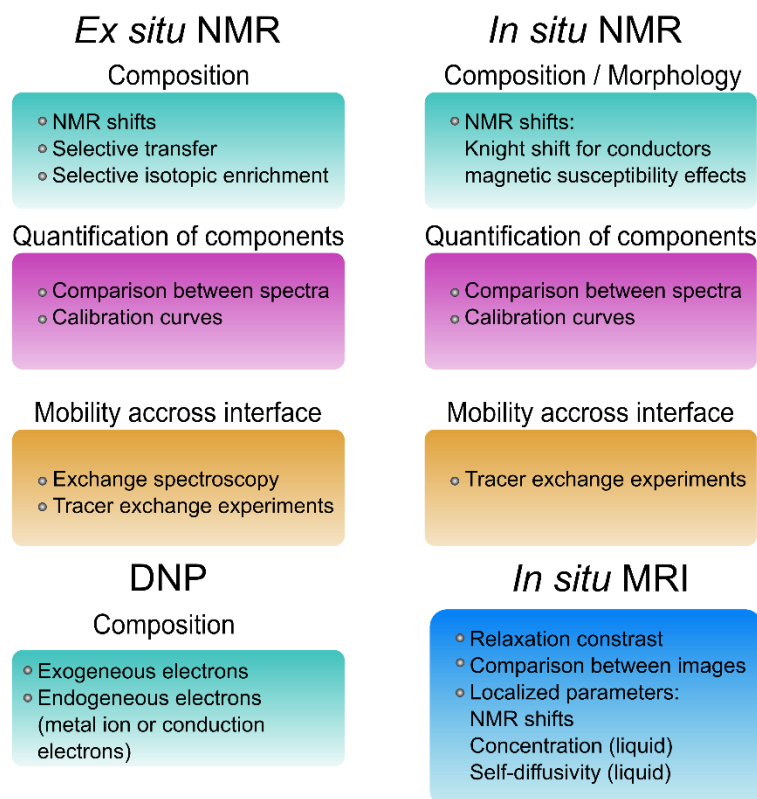 Ex situ NMR
Composition
NMR shifts
Selective transfer
Selective isotopic enrichment
Quantification of components
Comparison between spectra
Calibration curves
Mobility accross interface
Exchange spectroscopy
Tracer exchange experiments
In situ NMR
Composition / Morphology
NMR shifts:
Knight shift for conductors
magnetic susceptibility effects
Quantification of components
Comparison between spectra
Calibration curves
Mobility accross interface
Tracer exchange experiments
DNP
Composition
Exogeneous electrons
Endogeneous electrons
(metal ion or conduction
electrons)
In situ MRI
Relaxation constrast
Comparison between images
Localized parameters:
NMR shifts
Concentration (liquid)
Self-diffusivity (liquid)